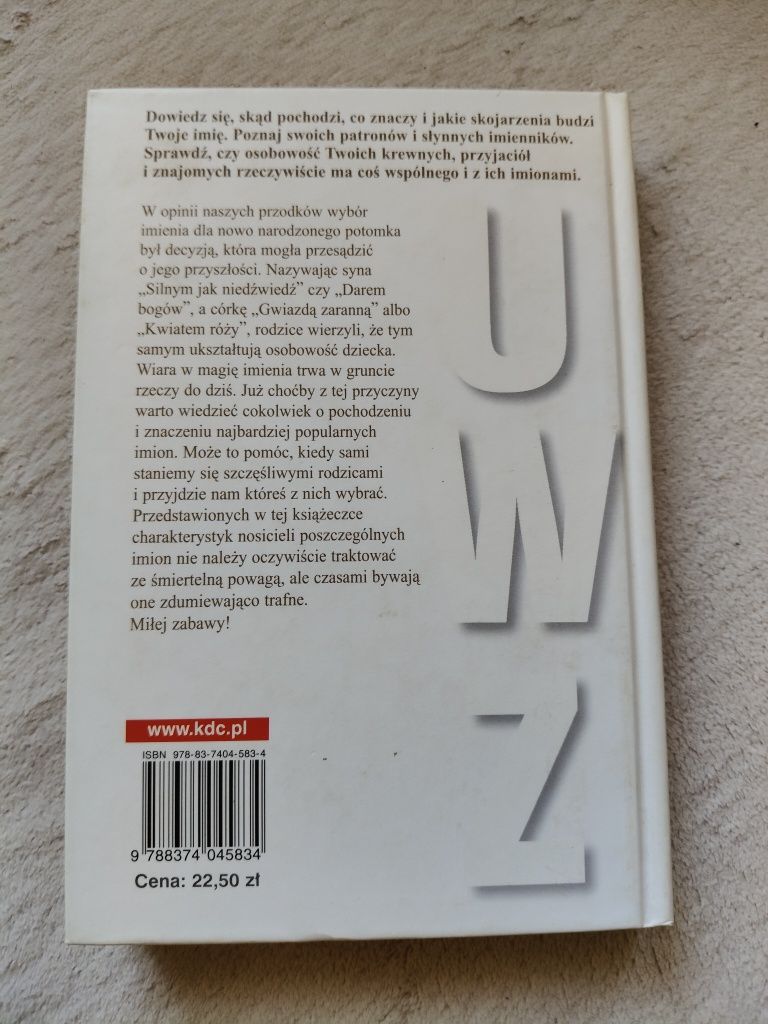 Dowiedz się, skąd pochodzi, co znaczy i jakie skojarzenia budzi
Twoje imię. Poznaj swoich patronów i słynnych imienników.
Sprawdź, czy osobowość Twoich krewnych, przyjaciół
i znajomych rzeczywiście ma coś wspólnego i z ich imionami.
W opinii naszych przodków wybór
imienia dla nowo narodzonego potomka
był decyzją, która mogła przesądzić
o jego przyszłości. Nazywając syna
„Silnym jak niedźwiedź” czy „Darem
bogów”, a córkę „Gwiazdą zaranną” albo
„Kwiatem róży”, rodzice wierzyli, że tym
samym ukształtują osobowość dziecka.
Wiara w magię imienia trwa w gruncie
rzeczy do dziś. Już choćby z tej przyczyny
warto wiedzieć cokolwiek o pochodzeniu
i znaczeniu najbardziej popularnych
imion. Może to pomóc, kiedy sami
staniemy się szczęśliwymi rodzicami
i przyjdzie nam któreś z nich wybrać.
Przedstawionych w tej książeczce
charakterystyk nosicieli poszczególnych
imion nie należy oczywiście traktować
ze śmiertelną powagą, ale czasami bywają
one zdumiewająco trafne.
Miłej zabawy!
U
W
Z
www.kdc.pl
ISBN 978-83-7404-583-4
9 788374 045834
Cena: 22,50 zł